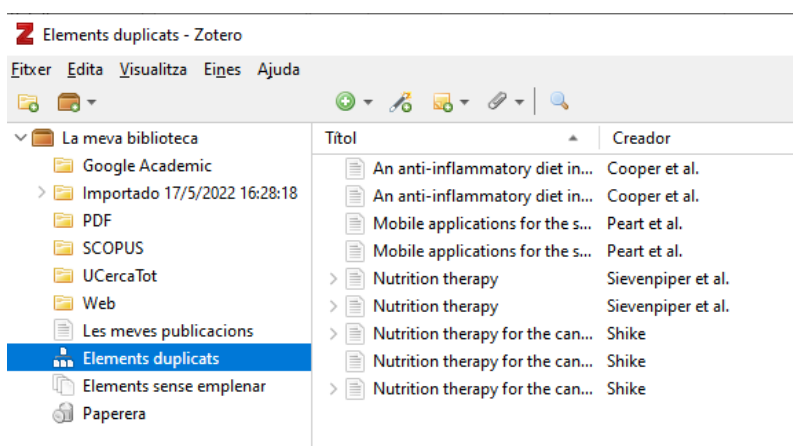 Elements duplicats - Zotero
Fitxer Edita Visualitza Eines Ajuda
La meva biblioteca
Google Academic
Importado 17/5/2022 16:28:18
PDF
SCOPUS
UCercaTot
Web
Les meves publicacions
Elements duplicats
Elements sense emplenar
Paperera
Títol Creador
An anti-inflammatory diet in... Cooper et al.
An anti-inflammatory diet in... Cooper et al.
Mobile applications for the s... Peart et al.
Mobile applications for the s... Peart et al.
Nutrition therapy Sievenpiper et al.
Nutrition therapy Sievenpiper et al.
Nutrition therapy for the can... Shike
Nutrition therapy for the can... Shike
Nutrition therapy for the can... Shike